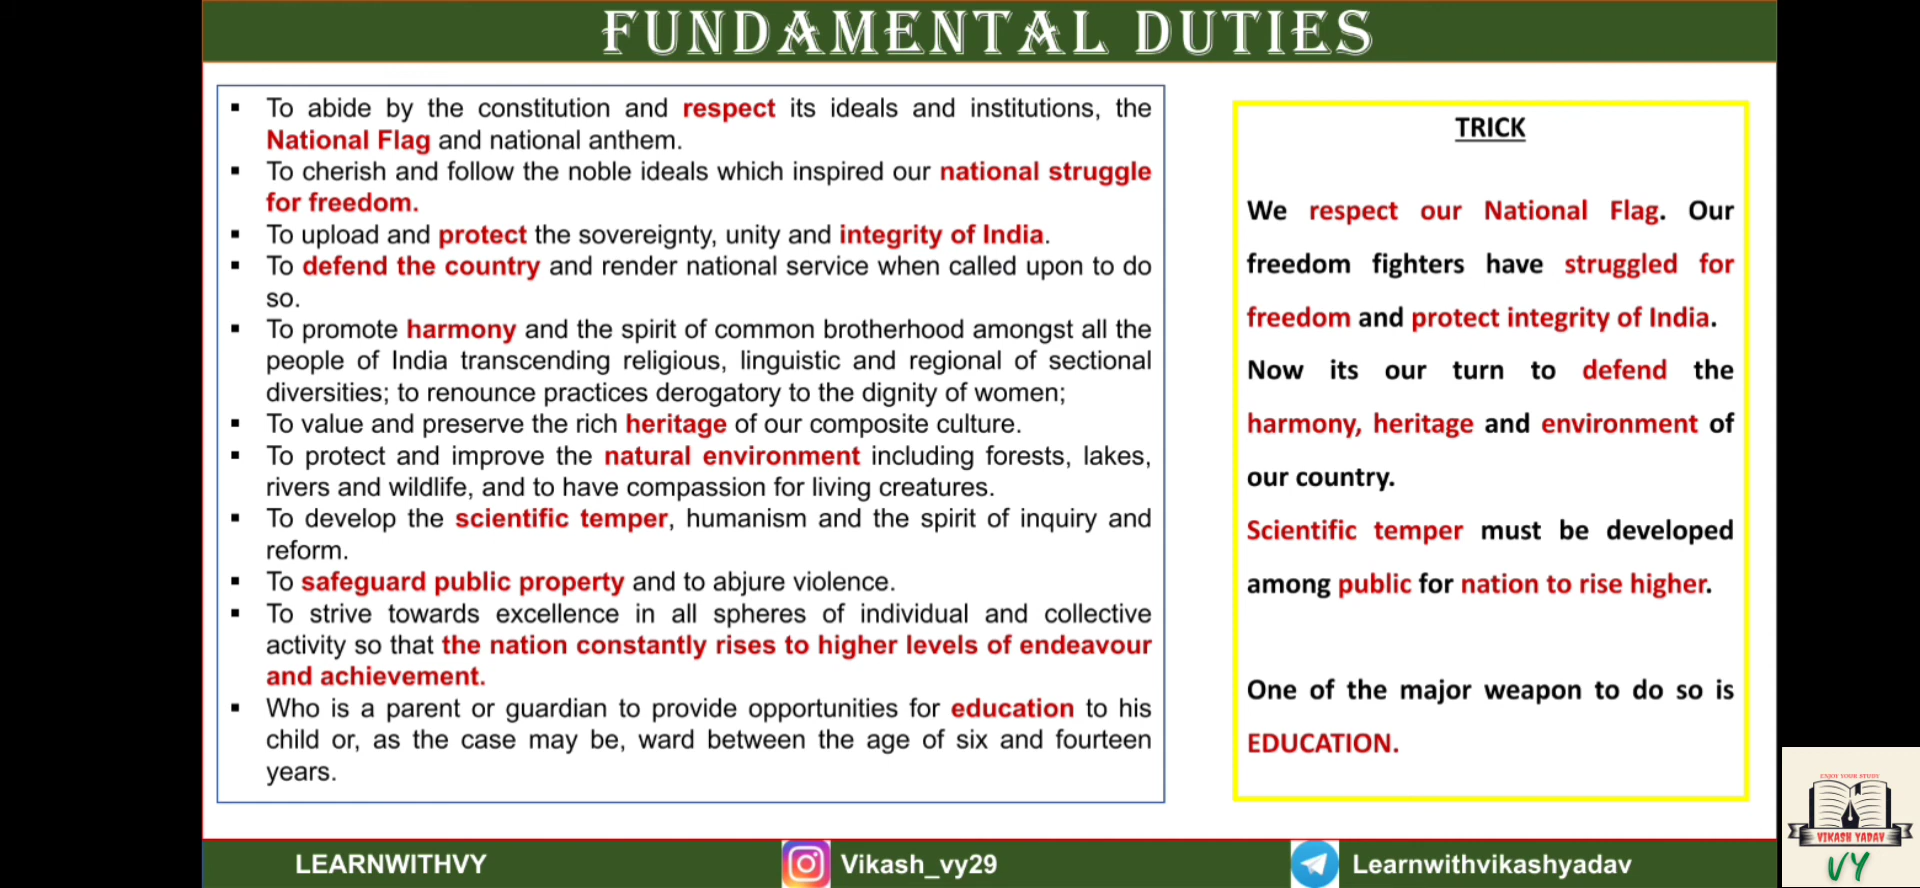 FUNDAMENTAL DUTIES
▪ To abide by the constitution and respect its ideals and institutions, the
National Flag and national anthem.
▪ To cherish and follow the noble ideals which inspired our national struggle
for freedom.
▪ To upload and protect the sovereignty, unity and integrity of India.
▪ To defend the country and render national service when called upon to do
so.
▪ To promote harmony and the spirit of common brotherhood amongst all the
people of India transcending religious, linguistic and regional of sectional
diversities; to renounce practices derogatory to the dignity of women;
▪ To value and preserve the rich heritage of our composite culture.
▪ To protect and improve the natural environment including forests, lakes,
rivers and wildlife, and to have compassion for living creatures.
▪ To develop the scientific temper, humanism and the spirit of inquiry and
reform.
▪ To safeguard public property and to abjure violence.
▪ To strive towards excellence in all spheres of individual and collective
activity so that the nation constantly rises to higher levels of endeavour
and achievement.
▪ Who is a parent or guardian to provide opportunities for education to his
child or, as the case may be, ward between the age of six and fourteen
years.
TRICK
We respect our National Flag. Our
freedom fighters have struggled for
freedom and protect integrity of India.
Now its our turn to defend the
harmony, heritage and environment of
our country.
Scientific temper must be developed
among public for nation to rise higher.
One of the major weapon to do so is
EDUCATION.
LEARNWITHVY
Vikash_vy29
Learnwithvikashyadav
ENJOY YOUR STUDY
VIKASH YADAV
VY